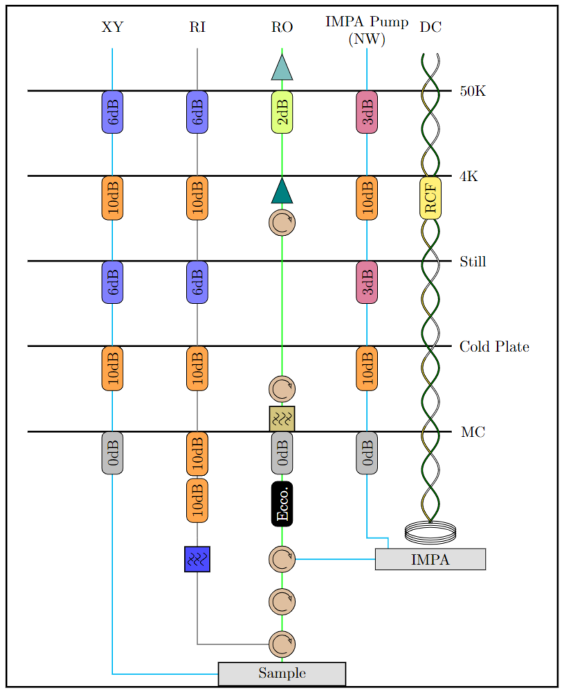 XY
RI
RO
IMPA Pump
(NW)
DC
50K
6dB
6dB
2dB
3dB
4K
10dB
10dB
10dB
RCF
Still
6dB
6dB
3dB
Cold Plate
10dB
10dB
10dB
MC
0dB
10dB
0dB
0dB
10dB
Ecco.
IMPA
Sample